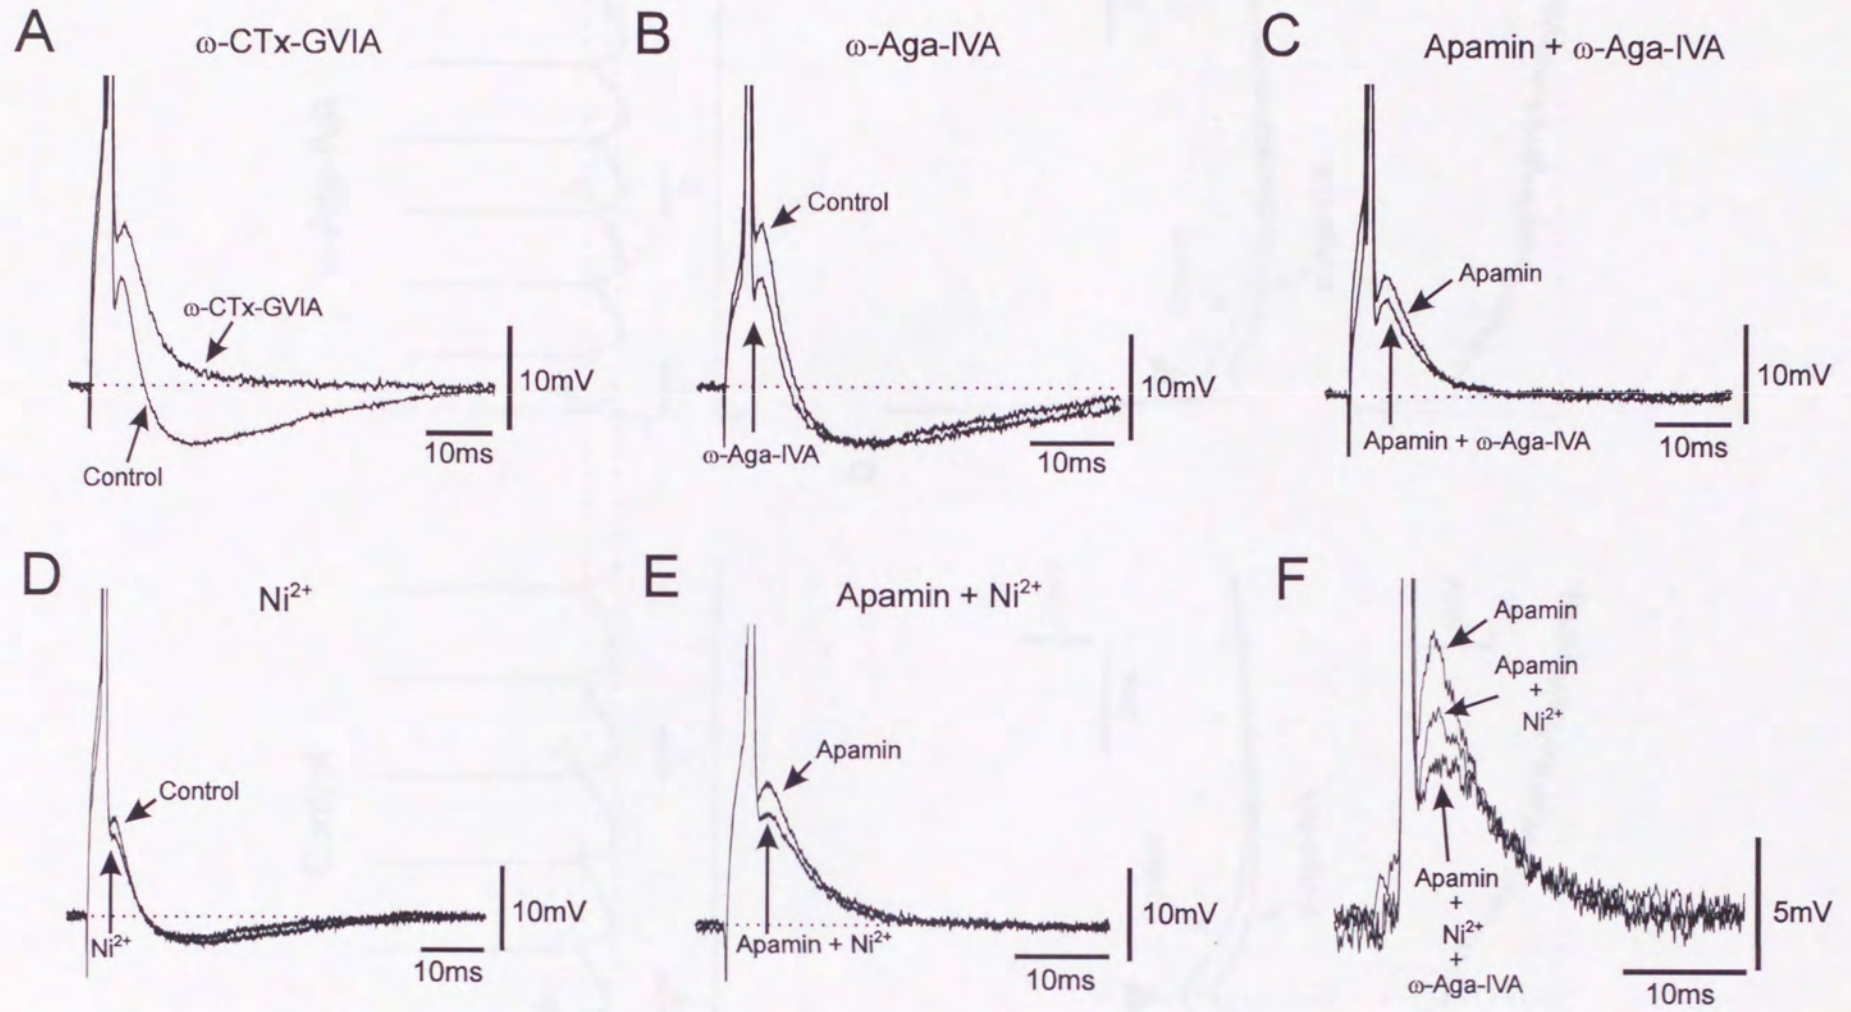 A
ω-CTx-GVIA
ω-CTx-GVIA
Control
10mV
10ms
B
ω-Aga-IVA
Control
ω-Aga-IVA
10mV
10ms
C
Apamin + ω-Aga-IVA
Apamin
Apamin + ω-Aga-IVA
10mV
10ms
D
Ni²⁺
Control
Ni²⁺
10mV
10ms
E
Apamin + Ni²⁺
Apamin
Apamin + Ni²⁺
10mV
10ms
F
Apamin
Apamin
+
Ni²⁺
Apamin
+
Ni²⁺
+
ω-Aga-IVA
5mV
10ms